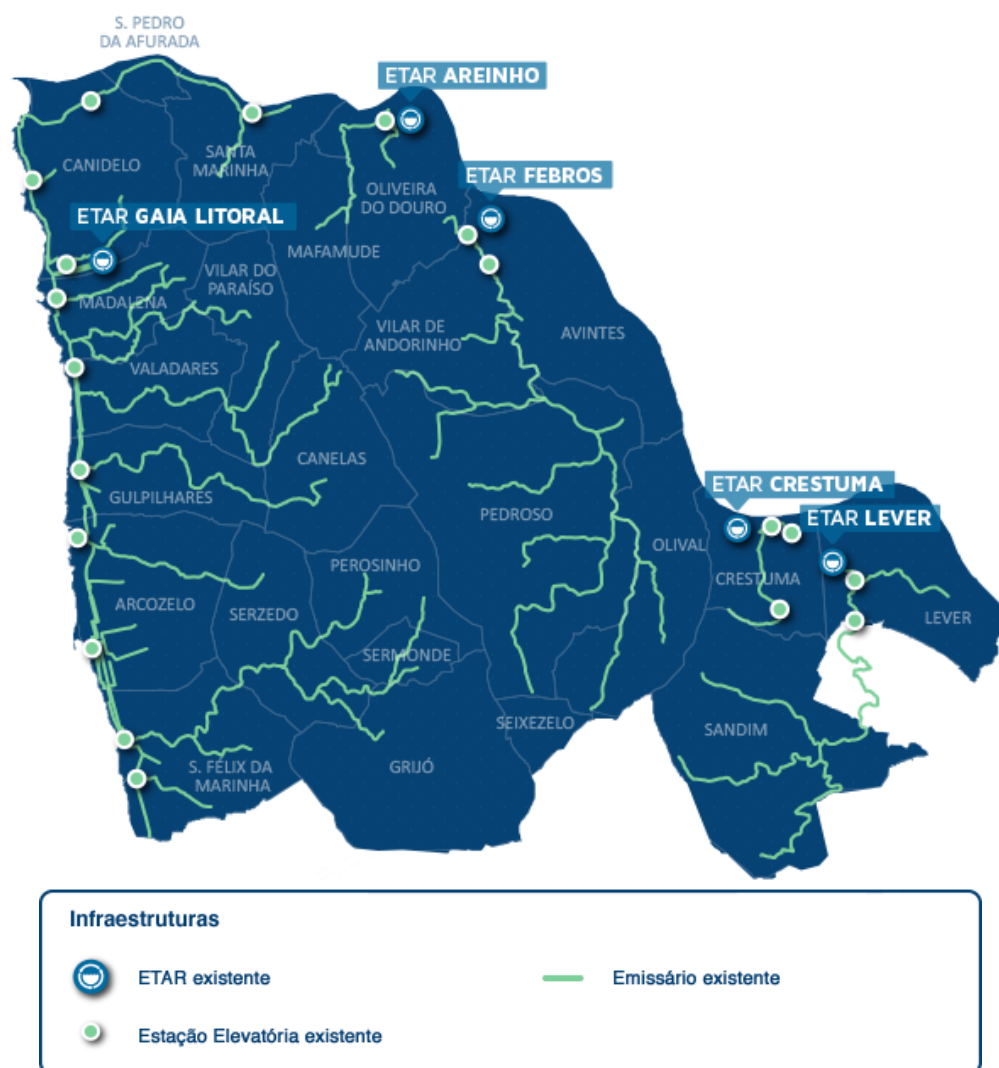 S. PEDRO
DA AFURADA
ETAR AREINHO
CANIDELO
SANTA
MARINHA
ETAR FEBROS
OLIVEIRA
DO DOURO
ETAR GAIA LITORAL
MAFAMUDE
VILAR DO
PARAÍSO
MADALENA
VILAR DE
ANDORINHO
AVINTES
VALADARES
CANELAS
GULPILHARES
ETAR CRESTUMA
PEDROSO
ETAR LEVER
OLIVAL
PEROSINHO
CRESTUMA
ARCOZELO
SERZEDO
LEVER
SERMONDE
SEIXEZELO
SANDIM
S. FÉLIX DA
MARINHA
GRIJÓ
Infraestruturas
ETAR existente
Emissário existente
Estação Elevatória existente